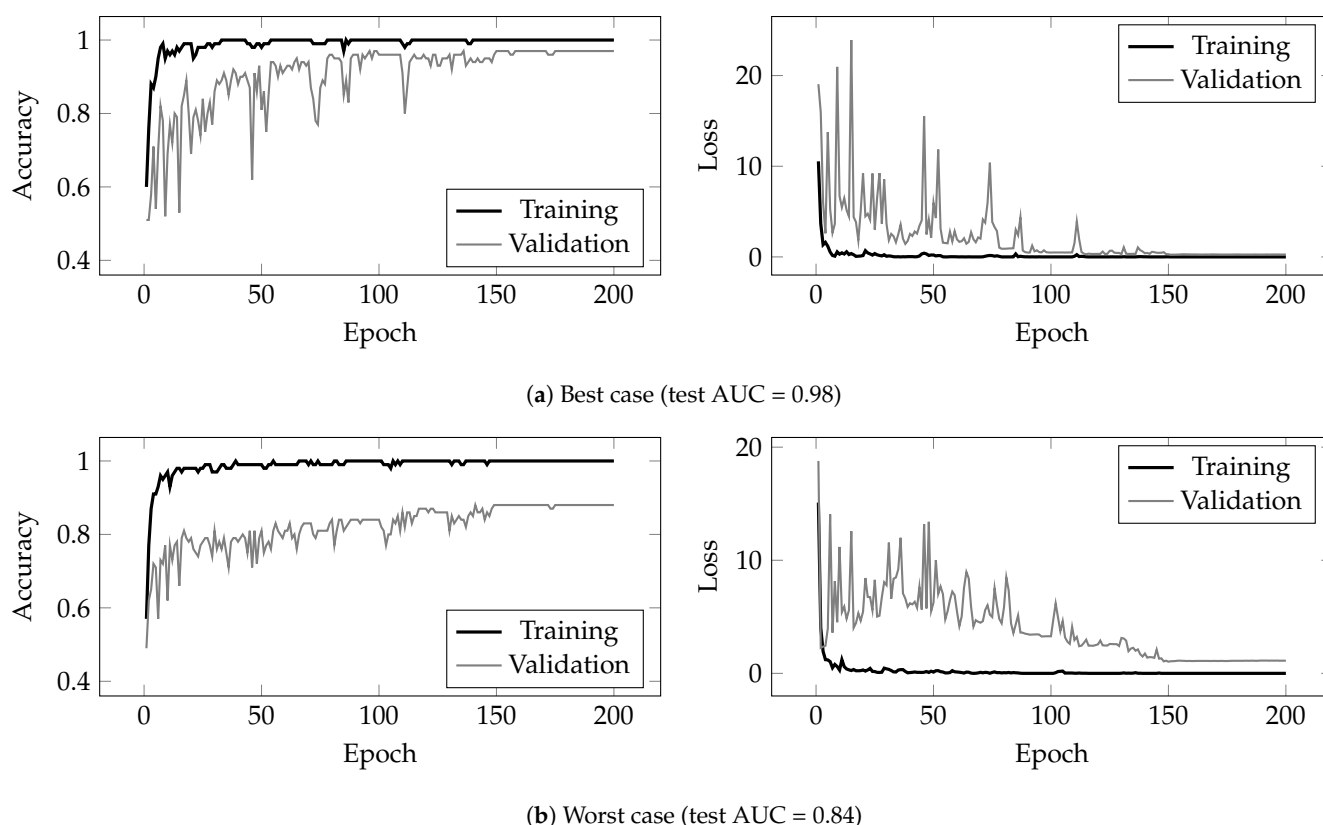 1
0.8
0.6
0.4
Accuracy
0 50 100 150 200
Epoch
Training
Validation
20
10
0
Loss
0 50 100 150 200
Epoch
Training
Validation
(a) Best case (test AUC = 0.98)
1
0.8
0.6
0.4
Accuracy
0 50 100 150 200
Epoch
Training
Validation
20
10
0
Loss
0 50 100 150 200
Epoch
Training
Validation
(b) Worst case (test AUC = 0.84)